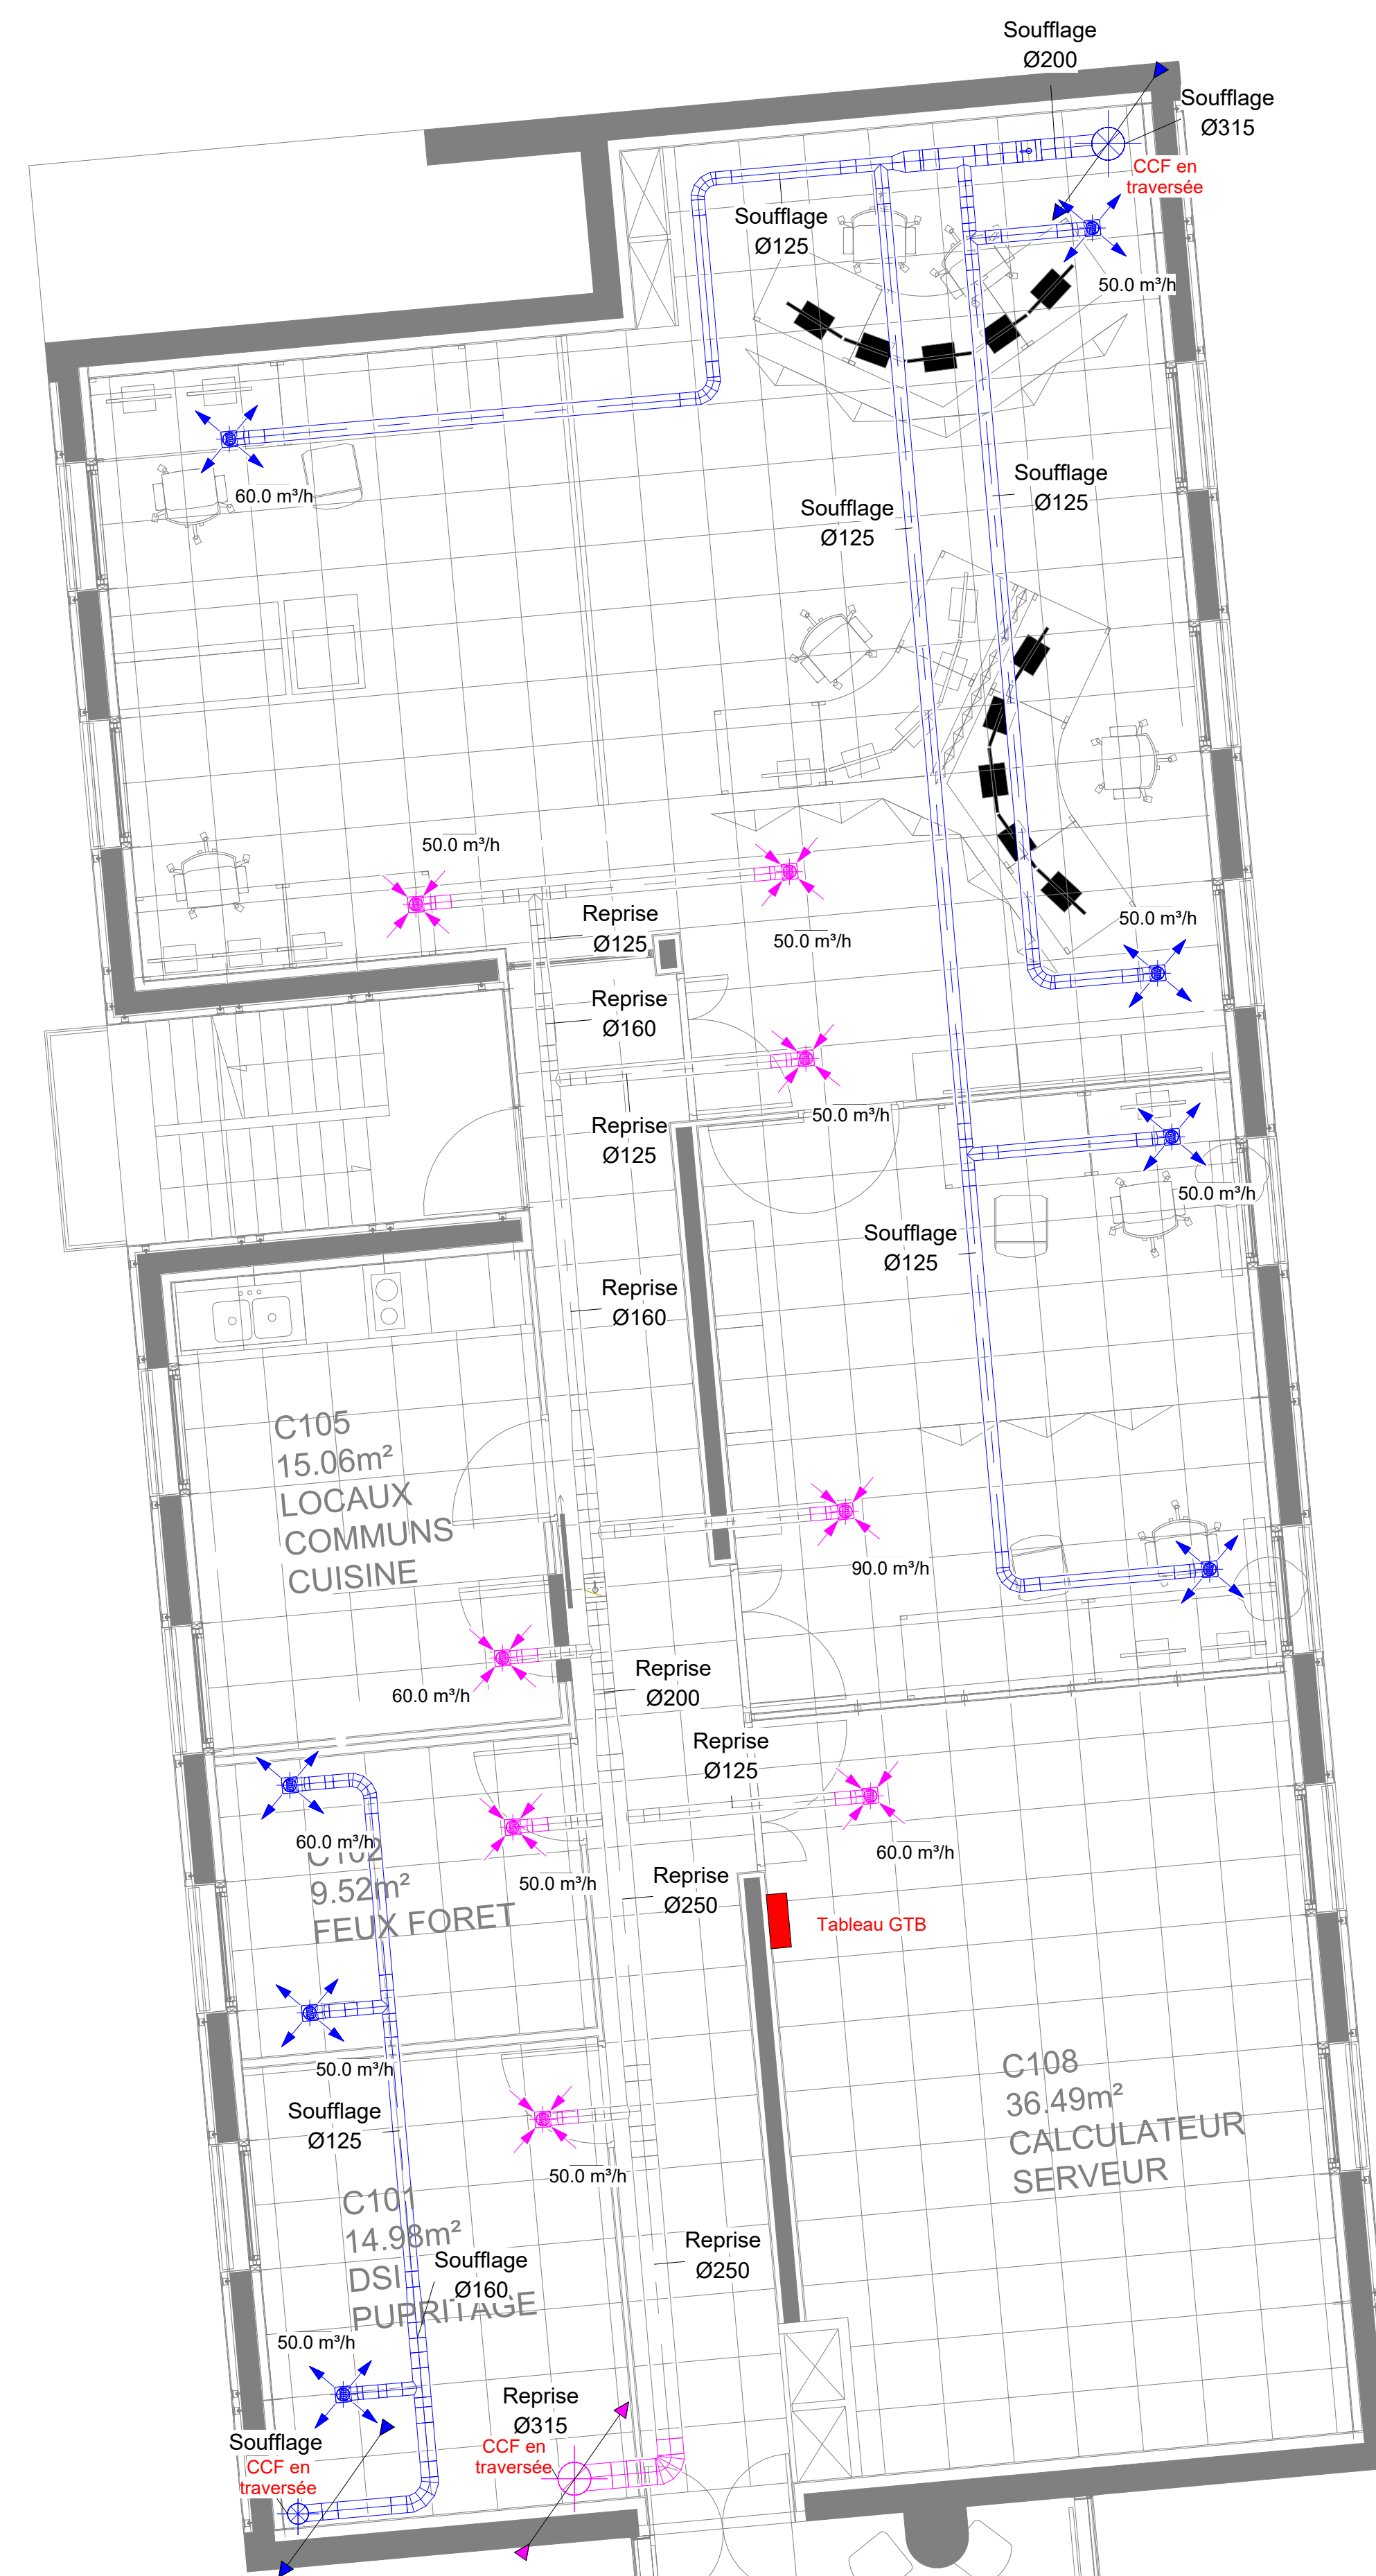 Soufflage
Ø200
Soufflage
Ø315
CCF en
traversée
Soufflage
Ø125
50.0 m³/h
Soufflage
Ø125
60.0 m³/h
Soufflage
Ø125
50.0 m³/h
Reprise
Ø125
50.0 m³/h
50.0 m³/h
Reprise
Ø160
50.0 m³/h
Reprise
Ø125
50.0 m³/h
Soufflage
Ø125
Reprise
Ø160
C105
15.06m²
LOCAUX
COMMUNS
CUISINE
90.0 m³/h
Reprise
Ø200
60.0 m³/h
Reprise
Ø125
60.0 m³/h
60.0 m³/h
C102
9.52m²
FEUX FORET
50.0 m³/h
Reprise
Ø250
Tableau GTB
50.0 m³/h
C108
36.49m²
CALCULATEUR
SERVEUR
Soufflage
Ø125
50.0 m³/h
C101
14.98m²
DSI
PUPRITAGE
Reprise
Ø250
Soufflage
Ø160
50.0 m³/h
Reprise
Ø315
CCF en
traversée
Soufflage
CCF en
traversée